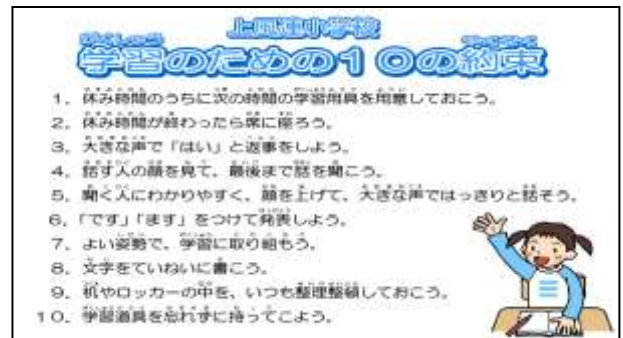 上風連小学校
学習のための10の約束
1．休み時間のうちに次の時間の学習用具を用意しておこう。
2．休み時間が終わったら席に座ろう。
3．大きな声で「はい」と返事をしよう。
4．話す人の顔を見て、最後まで話を聞こう。
5．聞く人にわかりやすく、顔を上げて、大きな声ではっきりと話そう。
6．「です」「ます」をつけて発表しよう。
7．よい姿勢で、学習に取り組もう。
8．文字をていねいに書こう。
9．机やロッカーの中を、いつも整理整頓しておこう。
10．学習道具を忘れずに持ってこよう。